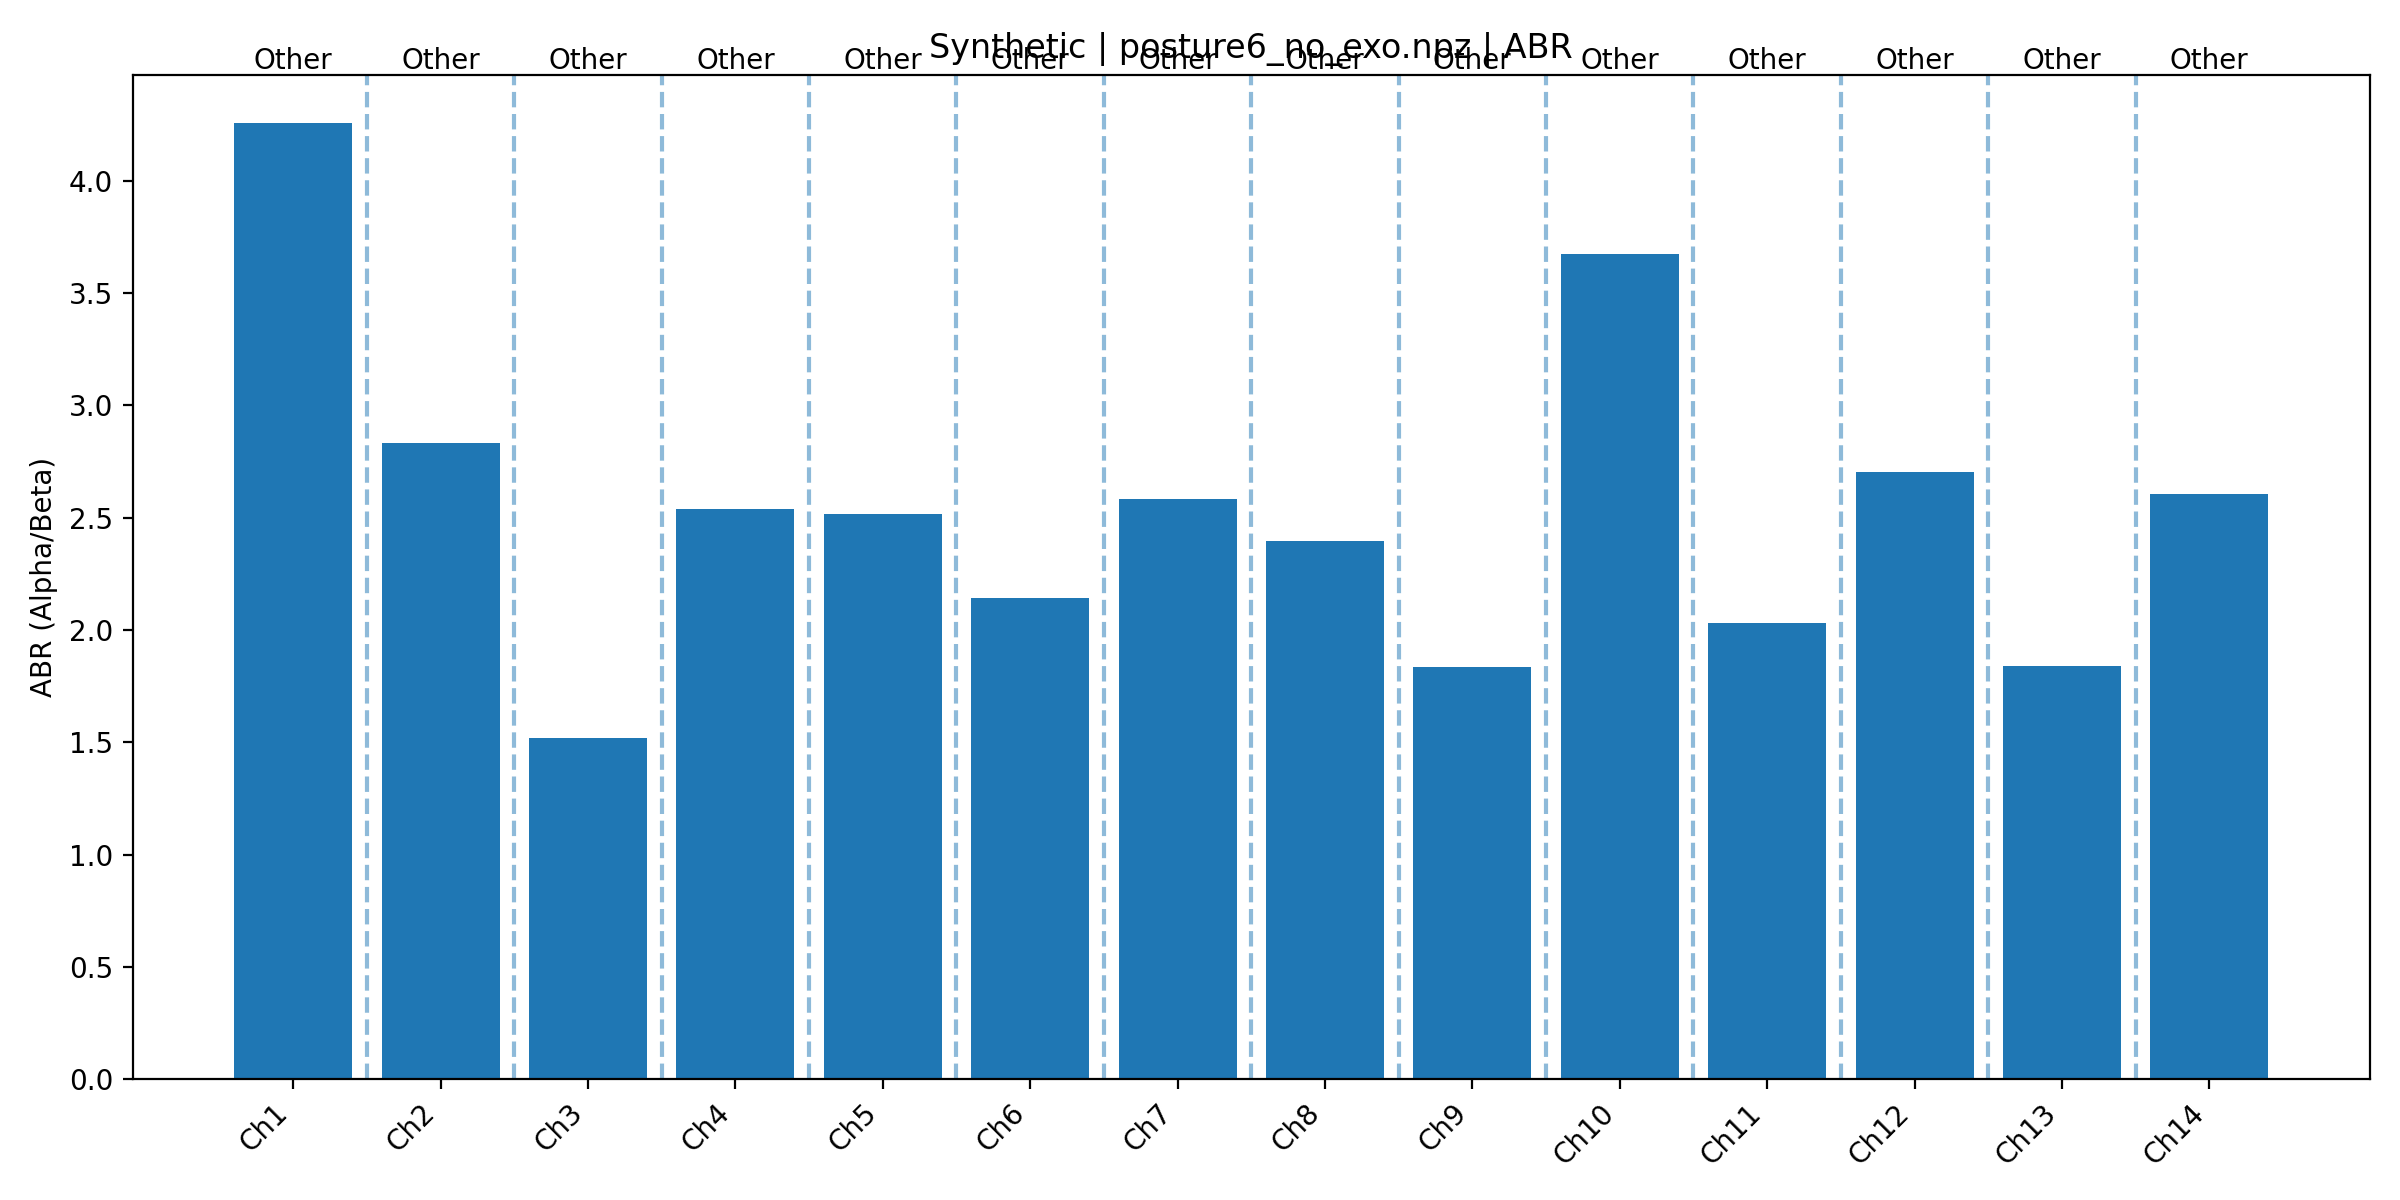 Synthetic | posture6_no_exo.npz | ABR
Other Other Other Other Other Other Other Other Other Other Other Other Other Other
4.0
3.5
3.0
2.5
2.0
1.5
1.0
0.5
0.0
ABR (Alpha/Beta)
Ch1 Ch2 Ch3 Ch4 Ch5 Ch6 Ch7 Ch8 Ch9 Ch10 Ch11 Ch12 Ch13 Ch14